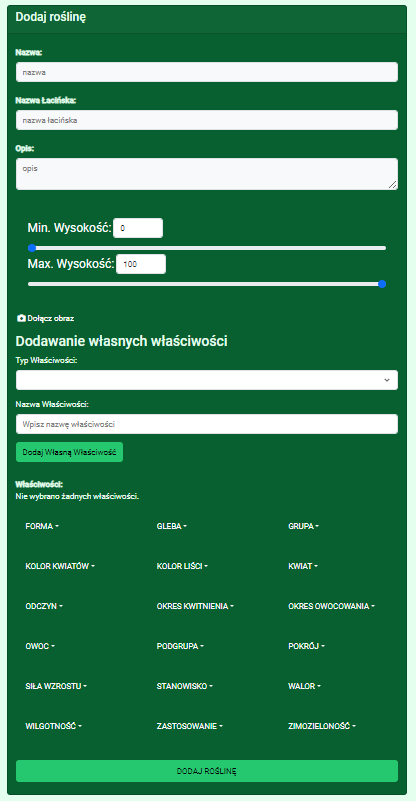 Dodaj roślinę
Nazwa:
nazwa
Nazwa Łacińska:
nazwa łacińska
Opis:
opis
Min. Wysokość: 0
Max. Wysokość: 100
Dołącz obraz
Dodawanie własnych właściwości
Typ Właściwości:
Nazwa Właściwości:
Wpisz nazwę właściwości
Dodaj Własną Właściwość
Właściwości:
Nie wybrano żadnych właściwości.
FORMA GLEBA GRUPA
KOLOR KWIATÓW KOLOR LIŚCI KWIAT
ODCZYN OKRES KWITNIENIA OKRES OWOCOWANIA
OWOC PODGRUPA POKRÓJ
SIŁA WZROSTU STANOWISKO WALOR
WILGOTNOŚĆ ZASTOSOWANIE ZIMOZIELONOŚĆ
DODAJ ROŚLINĘ